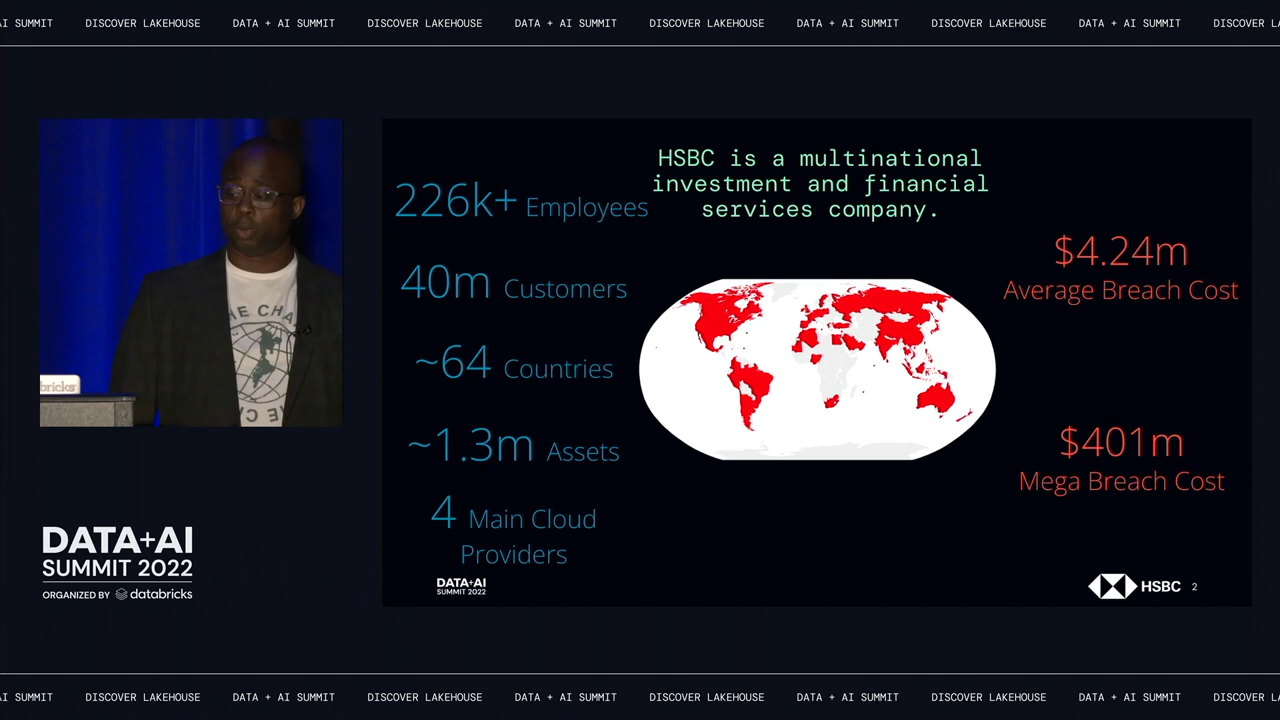 AI SUMMIT DISCOVER LAKEHOUSE DATA + AI SUMMIT DISCOVER LAKEHOUSE DATA + AI SUMMIT DISCOVER LAKEHOUSE DATA + AI SUMMIT DISCOVER LAKEHOUSE DATA + AI SUMMIT DISCOVER
HSBC is a multinational
investment and financial
services company.
226k+ Employees
40m Customers
~64 Countries
~1.3m Assets
4 Main Cloud
Providers
$4.24m
Average Breach Cost
$401m
Mega Breach Cost
DATA+AI
SUMMIT 2022
HSBC 2
bricks
DATA+AI
SUMMIT 2022
ORGANIZED BY databricks
AI SUMMIT DISCOVER LAKEHOUSE DATA + AI SUMMIT DISCOVER LAKEHOUSE DATA + AI SUMMIT DISCOVER LAKEHOUSE DATA + AI SUMMIT DISCOVER LAKEHOUSE DATA + AI SUMMIT DISCOVER